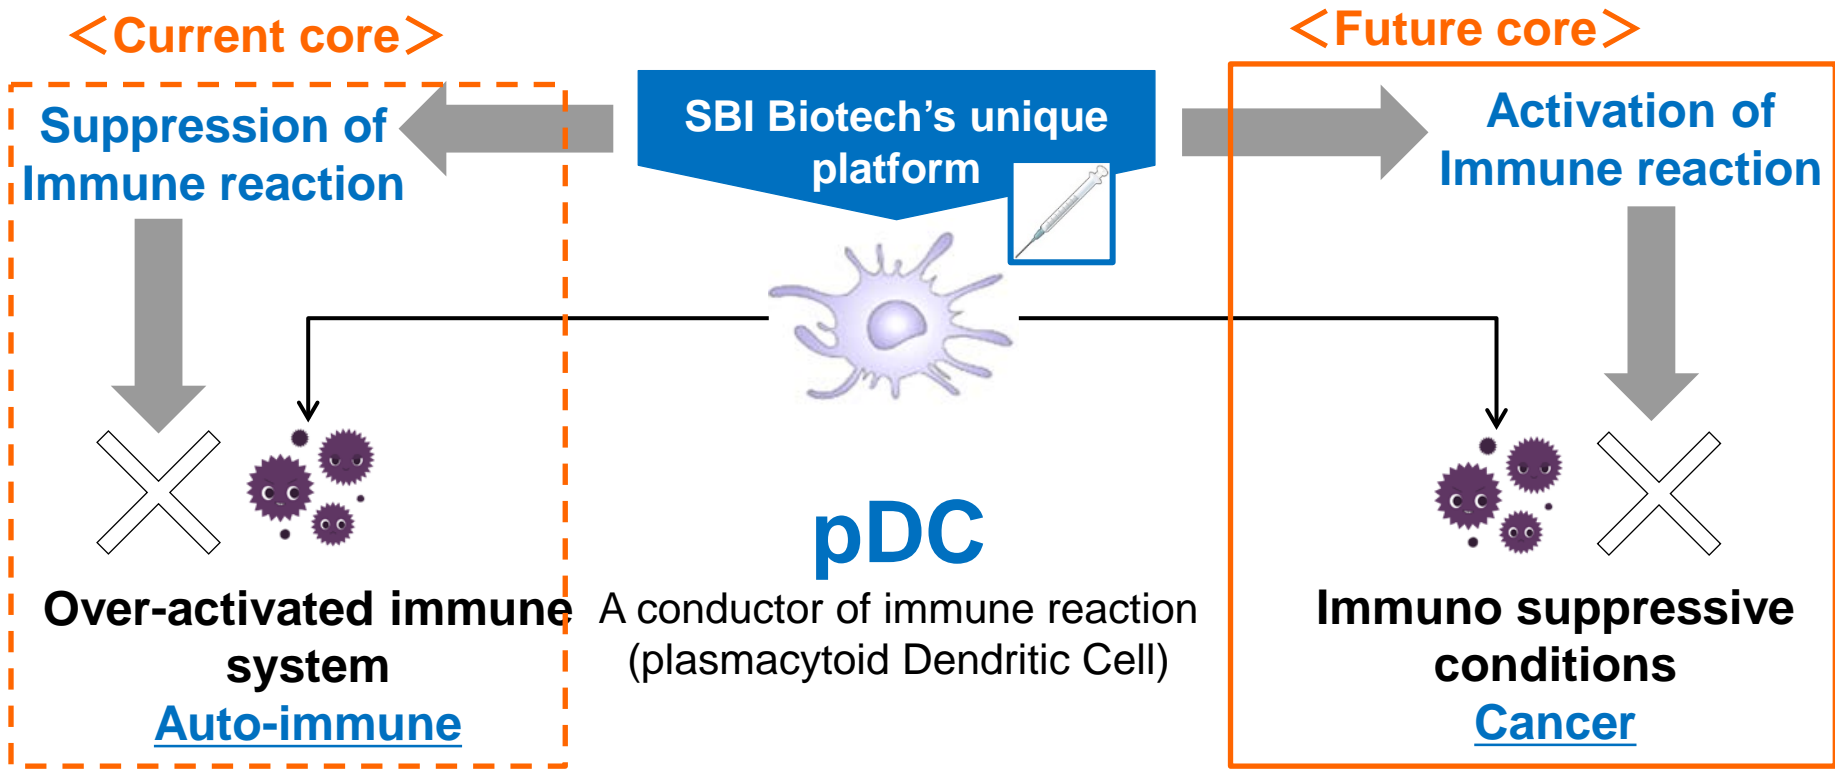 ＜Current core＞
Suppression of
Immune reaction
Over-activated immune
system
Auto-immune
SBI Biotech’s unique
platform
pDC
A conductor of immune reaction
(plasmacytoid Dendritic Cell)
＜Future core＞
Activation of
Immune reaction
Immuno suppressive
conditions
Cancer